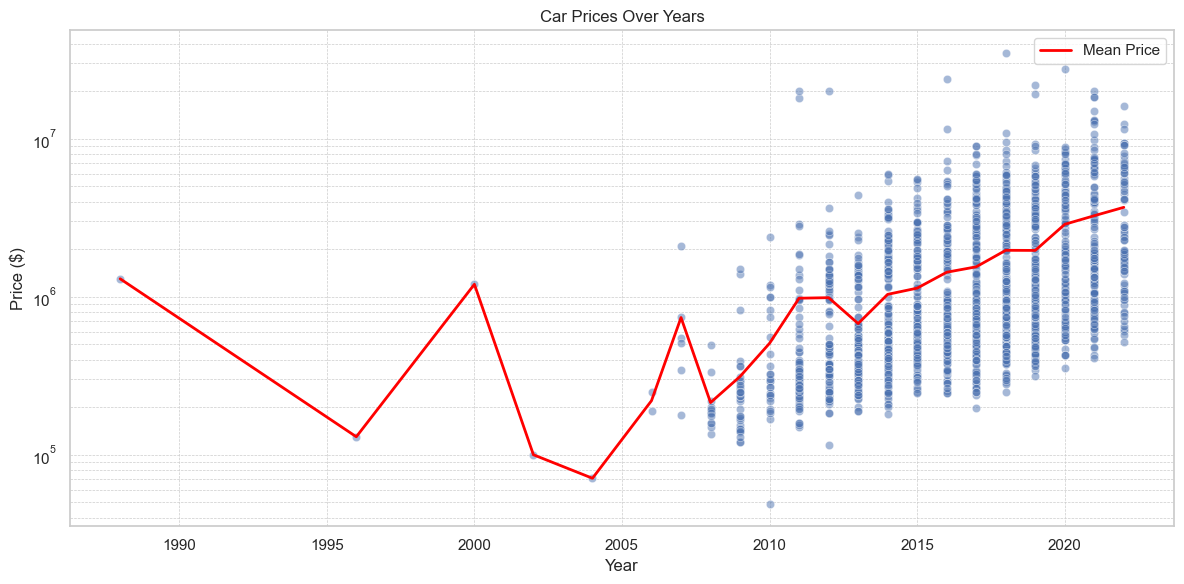 Car Prices Over Years
Mean Price
Price ($)
10^7
10^6
10^5
1990 1995 2000 2005 2010 2015 2020
Year